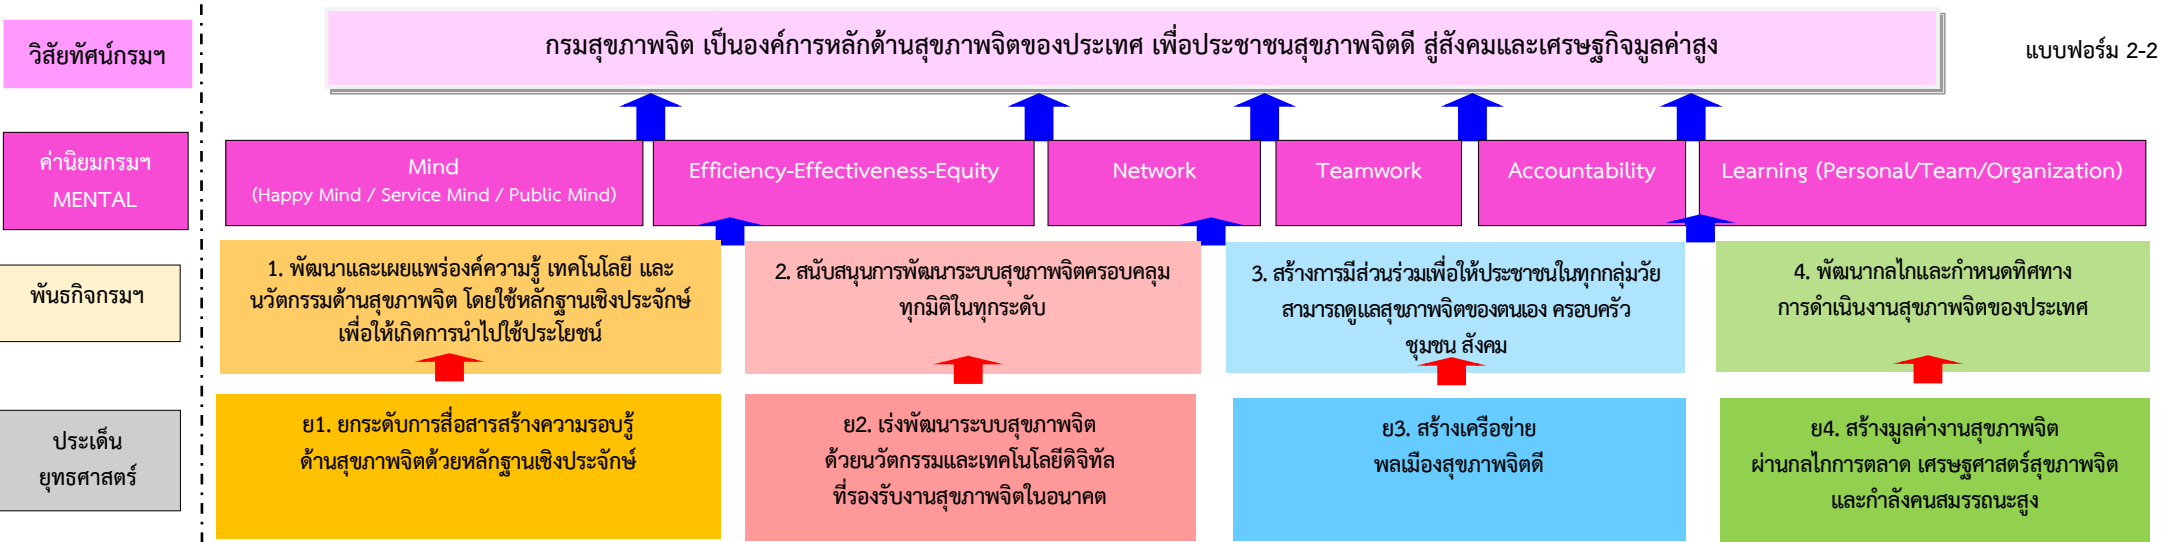 วิสัยทัศน์กรมฯ
กรมสุขภาพจิต เป็นองค์การหลักด้านสุขภาพจิตของประเทศ เพื่อประชาชนสุขภาพจิตดี สู่สังคมและเศรษฐกิจมูลค่าสูง
แบบฟอร์ม 2-2
ค่านิยมกรมฯ
MENTAL
Mind
(Happy Mind / Service Mind / Public Mind)
Efficiency-Effectiveness-Equity
Network
Teamwork
Accountability
Learning (Personal/Team/Organization)
พันธกิจกรมฯ
1. พัฒนาและเผยแพร่องค์ความรู้ เทคโนโลยี และ
นวัตกรรมด้านสุขภาพจิต โดยใช้หลักฐานเชิงประจักษ์
เพื่อให้เกิดการนำไปใช้ประโยชน์
2. สนับสนุนการพัฒนาระบบสุขภาพจิตครอบคลุม
ทุกมิติในทุกระดับ
3. สร้างการมีส่วนร่วมเพื่อให้ประชาชนในทุกกลุ่มวัย
สามารถดูแลสุขภาพจิตของตนเอง ครอบครัว
ชุมชน สังคม
4. พัฒนากลไกและกำหนดทิศทาง
การดำเนินงานสุขภาพจิตของประเทศ
ประเด็น
ยุทธศาสตร์
ย1. ยกระดับการสื่อสารสร้างความรอบรู้
ด้านสุขภาพจิตด้วยหลักฐานเชิงประจักษ์
ย2. เร่งพัฒนาระบบสุขภาพจิต
ด้วยนวัตกรรมและเทคโนโลยีดิจิทัล
ที่รองรับงานสุขภาพจิตในอนาคต
ย3. สร้างเครือข่าย
พลเมืองสุขภาพจิตดี
ย4. สร้างมูลค่างานสุขภาพจิต
ผ่านกลไกการตลาด เศรษฐศาสตร์สุขภาพจิต
และกำลังคนสมรรถนะสูง